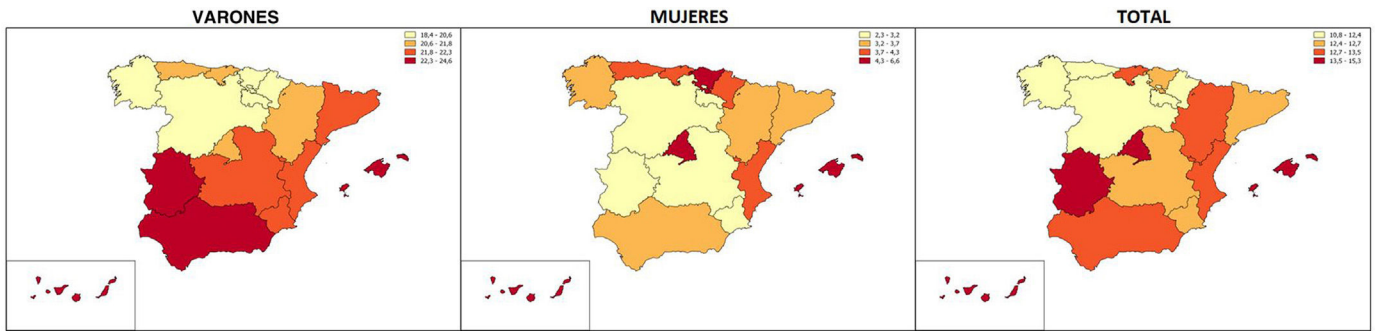 VARONES
18,4 - 20,6
20,6 - 21,8
21,8 - 22,3
22,3 - 24,6
MUJERES
2,3 - 3,2
3,2 - 3,7
3,7 - 4,3
4,3 - 6,6
TOTAL
10,8 - 12,4
12,4 - 12,7
12,7 - 13,5
13,5 - 15,3